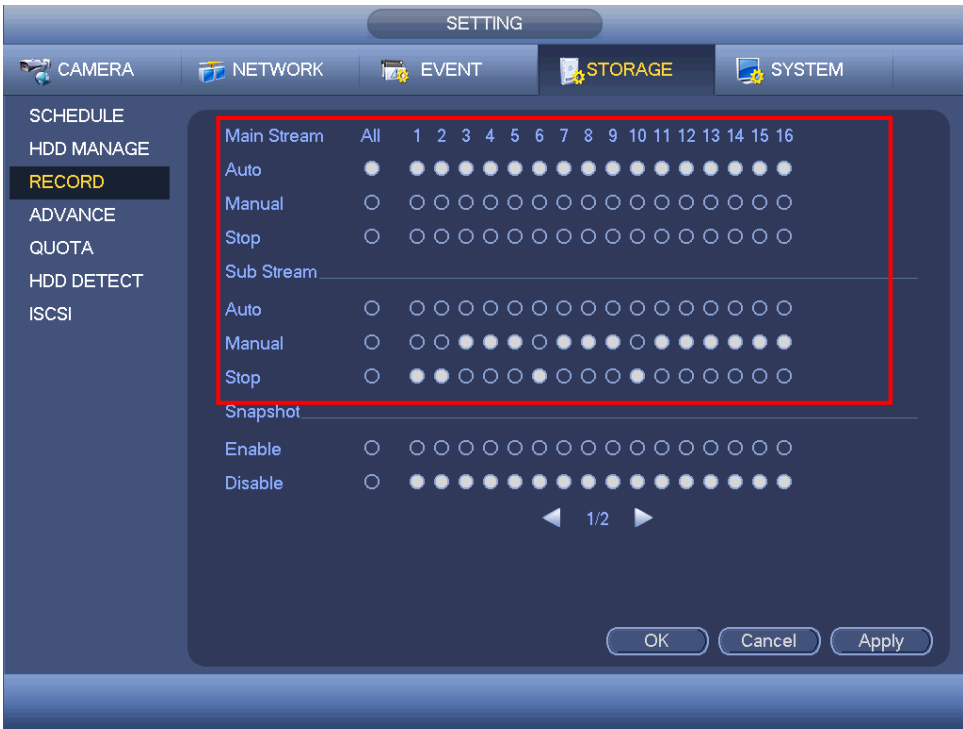 SETTING
CAMERA NETWORK EVENT STORAGE SYSTEM
SCHEDULE
HDD MANAGE
RECORD
ADVANCE
QUOTA
HDD DETECT
ISCSI
Main Stream All 1 2 3 4 5 6 7 8 9 10 11 12 13 14 15 16
Auto
Manual
Stop
Sub Stream
Auto
Manual
Stop
Snapshot
Enable
Disable
1/2
OK Cancel Apply